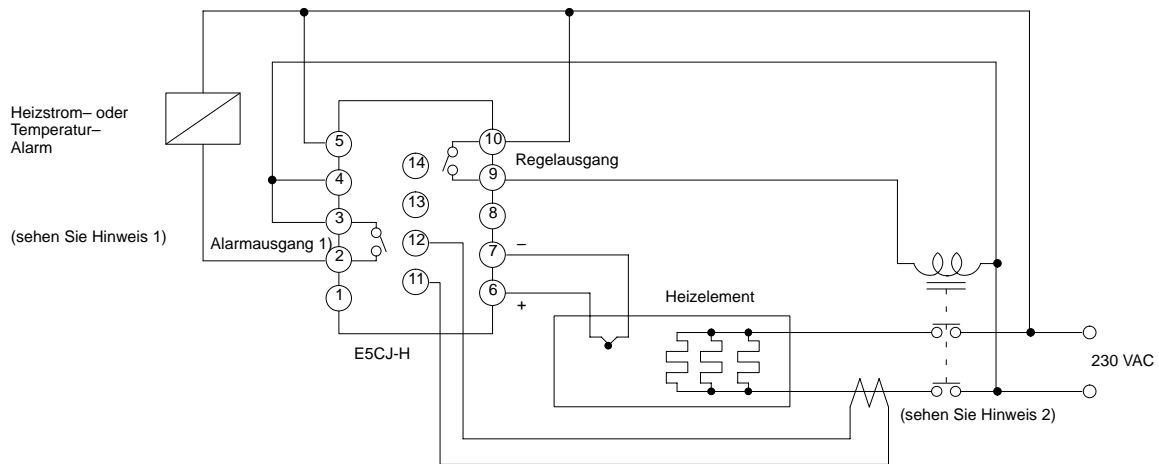 Heizstrom– oder
Temperatur–
Alarm
(sehen Sie Hinweis 1)
5
4
3
2
1
Alarmausgang 1)
14
13
12
11
10
9
8
7
6
–
+
Regelausgang
E5CJ-H
Heizelement
230 VAC
(sehen Sie Hinweis 2)